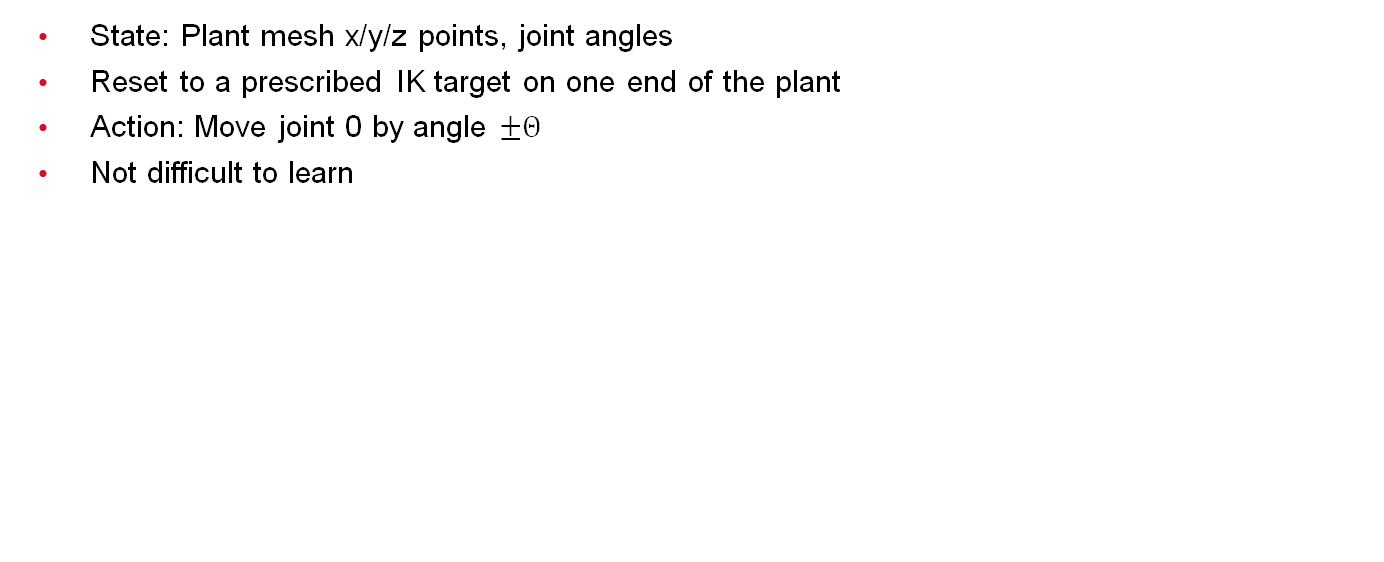 • State: Plant mesh x/y/z points, joint angles
• Reset to a prescribed IK target on one end of the plant
• Action: Move joint 0 by angle ±Θ
• Not difficult to learn